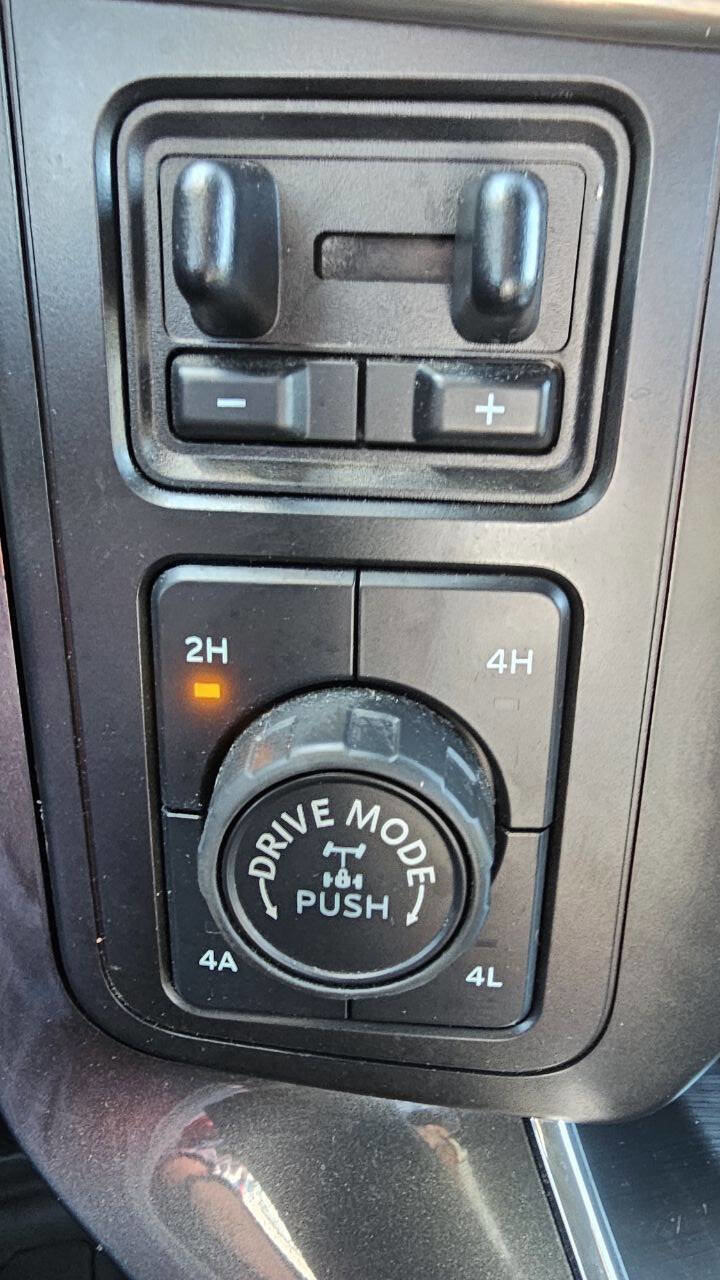 - +
2H 4H
DRIVE MODE
PUSH
4A 4L